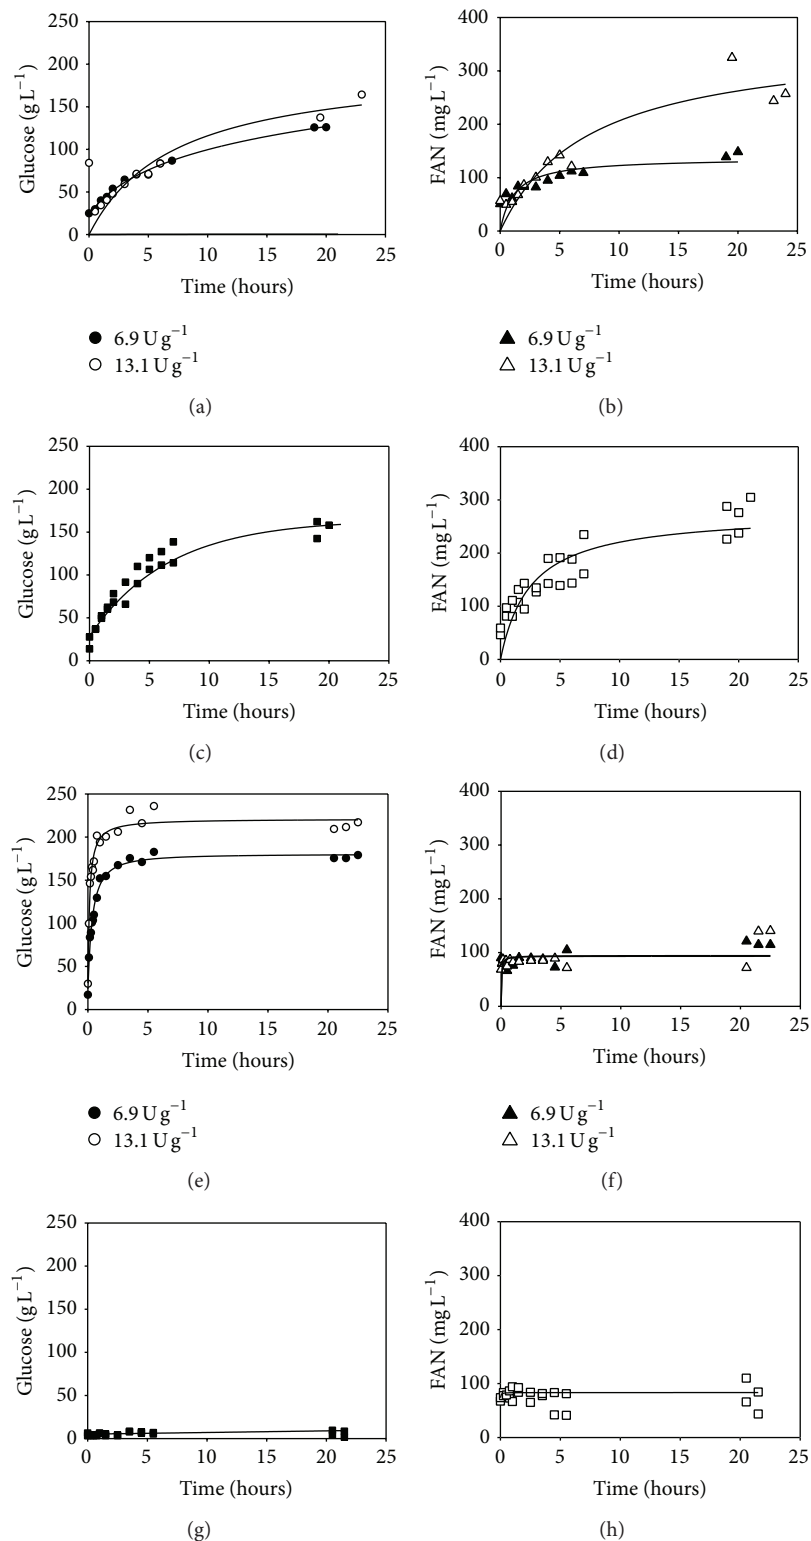 250
200
150
100
50
0
Glucose (g L⁻¹)
0 5 10 15 20 25
Time (hours)
6.9 U g⁻¹
13.1 U g⁻¹
(a)
400
300
200
100
0
FAN (mg L⁻¹)
0 5 10 15 20 25
Time (hours)
6.9 U g⁻¹
13.1 U g⁻¹
(b)
250
200
150
100
50
0
Glucose (g L⁻¹)
0 5 10 15 20 25
Time (hours)
(c)
400
300
200
100
0
FAN (mg L⁻¹)
0 5 10 15 20 25
Time (hours)
(d)
250
200
150
100
50
0
Glucose (g L⁻¹)
0 5 10 15 20 25
Time (hours)
6.9 U g⁻¹
13.1 U g⁻¹
(e)
400
300
200
100
0
FAN (mg L⁻¹)
0 5 10 15 20 25
Time (hours)
6.9 U g⁻¹
13.1 U g⁻¹
(f)
250
200
150
100
50
0
Glucose (g L⁻¹)
0 5 10 15 20 25
Time (hours)
(g)
400
300
200
100
0
FAN (mg L⁻¹)
0 5 10 15 20 25
Time (hours)
(h)